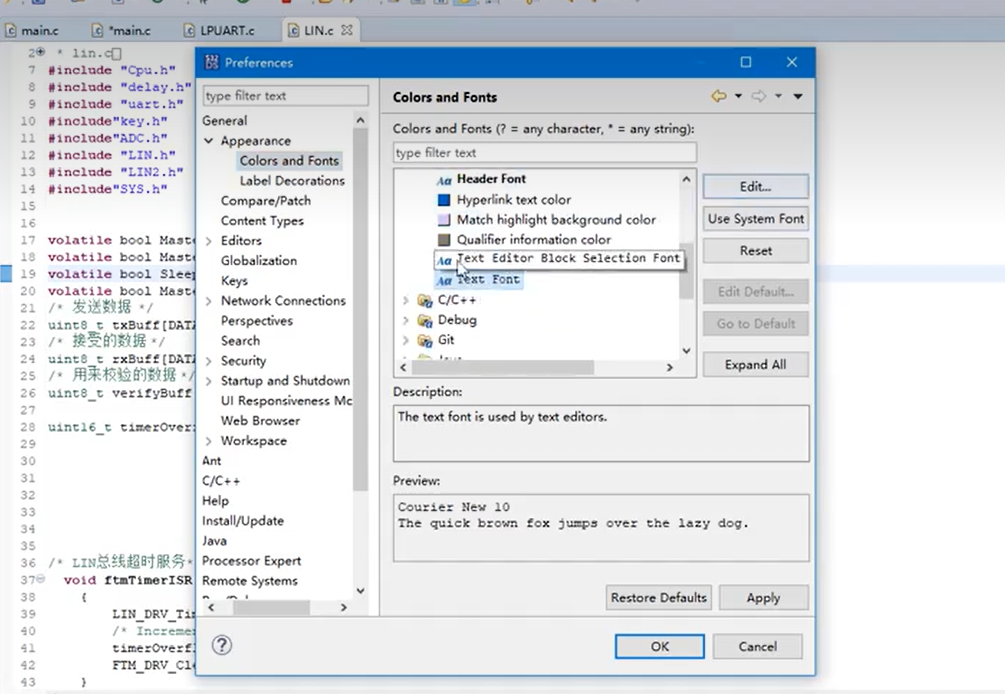 main.c
*main.c
LPUART.c
LIN.c
2 * lin.c
7 #include "Cpu.h"
8 #include "delay.h"
9 #include "uart.h"
10 #include"key.h"
11 #include"ADC.h"
12 #include "LIN.h"
13 #include "LIN2.h"
14 #include"SYS.h"
15
16
17 volatile bool Maste
18 volatile bool Maste
19 volatile bool Sleep
20 volatile bool Maste
21 /* 发送数据 */
22 uint8_t txBuff[DATA
23 /* 接受的数据 */
24 uint8_t rxBuff[DATA
25 /* 用来校验的数据 */
26 uint8_t verifyBuff
27
28 uint16_t timerOver
29
30
31
32
33
34
35
36 /* LIN总线超时服务*
37 void ftmTimerISR
38 {
39 LIN_DRV_Ti
40 /* Increme
41 timerOverfl
42 FTM_DRV_Cl
43 }
Preferences
type filter text
General
Appearance
Colors and Fonts
Label Decorations
Compare/Patch
Content Types
Editors
Globalization
Keys
Network Connections
Perspectives
Search
Security
Startup and Shutdown
UI Responsiveness Mc
Web Browser
Workspace
Ant
C/C++
Help
Install/Update
Java
Processor Expert
Remote Systems
Colors and Fonts
Colors and Fonts (? = any character, * = any string):
type filter text
Aa Header Font
Hyperlink text color
Match highlight background color
Qualifier information color
Aa Text Editor Block Selection Font
Aa Text Font
C/C++
Debug
Git
Edit...
Use System Font
Reset
Edit Default...
Go to Default
Expand All
Description:
The text font is used by text editors.
Preview:
Courier New 10
The quick brown fox jumps over the lazy dog.
Restore Defaults
Apply
?
OK
Cancel